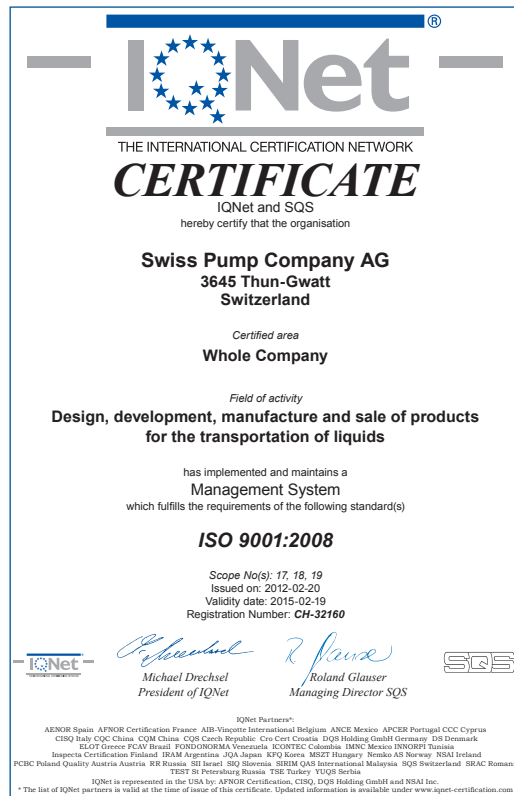 ®
IQNet
THE INTERNATIONAL CERTIFICATION NETWORK
CERTIFICATE
IQNet and SQS
hereby certify that the organisation
Swiss Pump Company AG
3645 Thun-Gwatt
Switzerland
Certified area
Whole Company
Field of activity
Design, development, manufacture and sale of products
for the transportation of liquids
has implemented and maintains a
Management System
which fulfills the requirements of the following standard(s)
ISO 9001:2008
Scope No(s): 17, 18, 19
Issued on: 2012-02-20
Validity date: 2015-02-19
Registration Number: CH-32160
IQNet
SQS
Michael Drechsel
President of IQNet
Roland Glauser
Managing Director SQS
IQNet Partners*:
AENOR Spain AFNOR Certification France AIB-Vinçotte International Belgium ANCE Mexico APCER Portugal CCC Cyprus
CISQ Italy CQC China CQM China CQS Czech Republic Cro Cert Croatia DQS Holding GmbH Germany DS Denmark
ELOT Greece FCAV Brazil FONDONORMA Venezuela ICONTEC Colombia IMNC Mexico INNORPI Tunisia
Inspecta Certification Finland IRAM Argentina JQA Japan KFQ Korea MSZT Hungary Nemko AS Norway NSAI Ireland
PCBC Poland Quality Austria Austria RR Russia SII Israel SIQ Slovenia SIRIM QAS International Malaysia SQS Switzerland SRAC Roman
TEST St Petersburg Russia TSE Turkey YUQS Serbia
IQNet is represented in the USA by: AFNOR Certification, CISQ, DQS Holding GmbH and NSAI Inc.
* The list of IQNet partners is valid at the time of issue of this certificate. Updated information is available under www.iqnet-certification.com